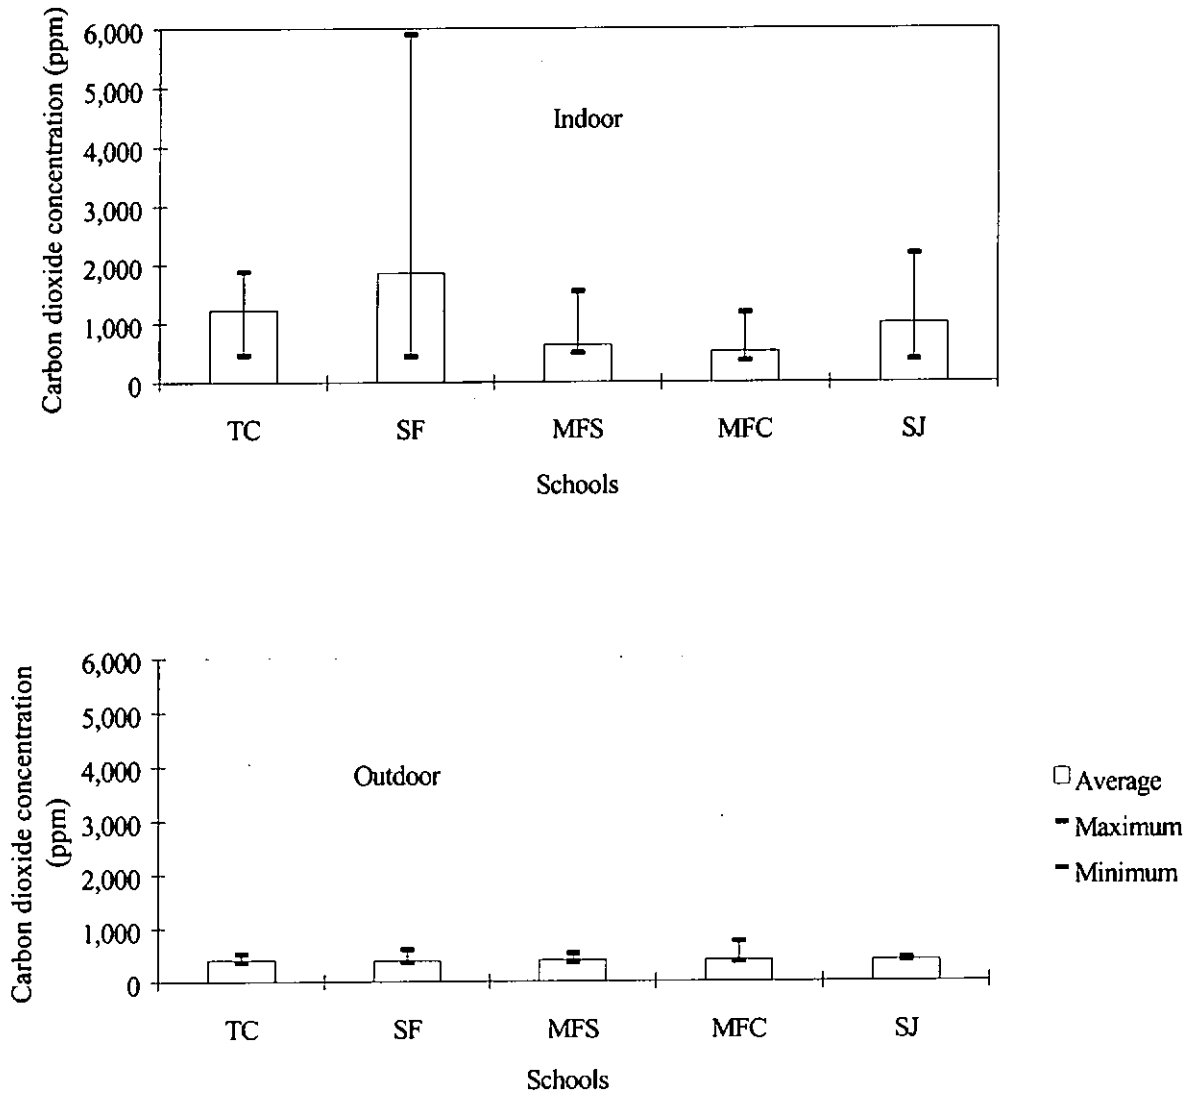 Carbon dioxide concentration (ppm)
6,000
5,000
4,000
3,000
2,000
1,000
0
Indoor
TC SF MFS MFC SJ
Schools
Carbon dioxide concentration
(ppm)
6,000
5,000
4,000
3,000
2,000
1,000
0
Outdoor
TC SF MFS MFC SJ
Schools
Average
Maximum
Minimum